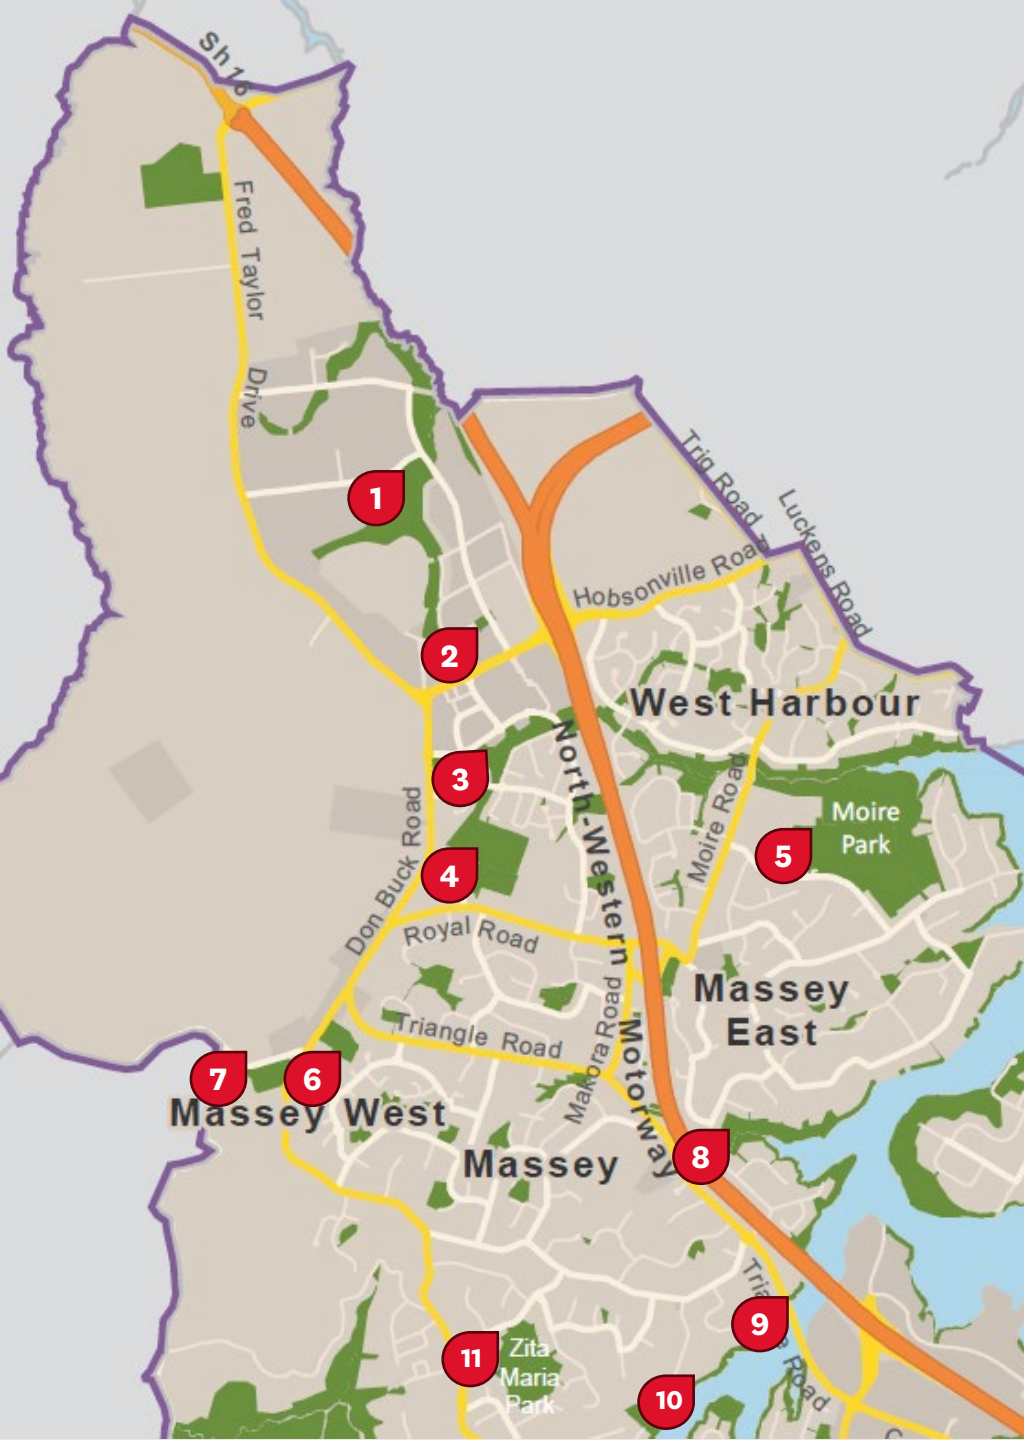 Sh 16
Fred Taylor
Drive
1
Trig Road
Luckens Road
Hobsonville Road
2
West Harbour
North-Western
Motorway
3
Don Buck Road
Moire Road
Moire
Park
5
4
Royal Road
Massey
East
Makora Road
Triangle Road
7
6
Massey West
8
Massey
9
Tria
e Road
11
Zita
Maria
Park
10